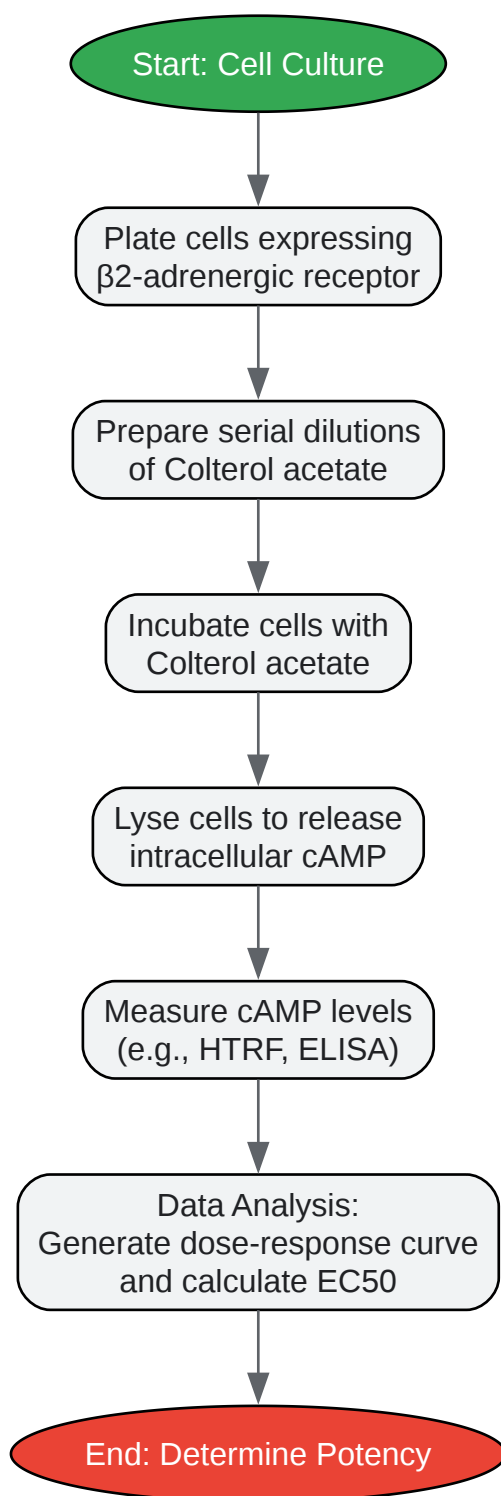 Start: Cell Culture
Plate cells expressing
β2-adrenergic receptor
Prepare serial dilutions
of Colterol acetate
Incubate cells with
Colterol acetate
Lyse cells to release
intracellular cAMP
Measure cAMP levels
(e.g., HTRF, ELISA)
Data Analysis:
Generate dose-response curve
and calculate EC50
End: Determine Potency